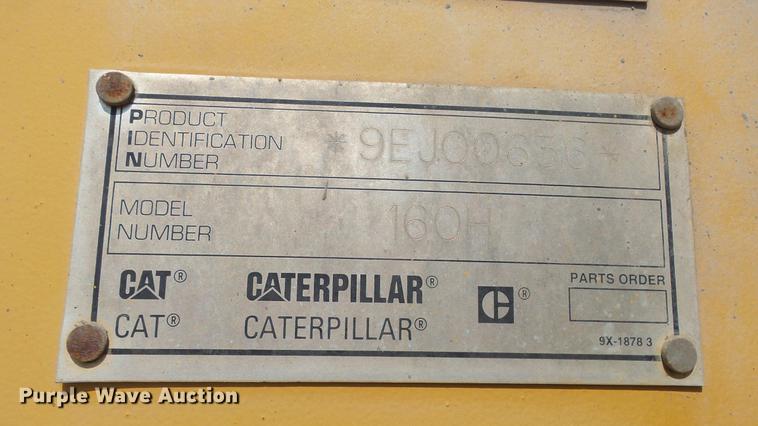 PRODUCT
IDENTIFICATION
NUMBER
*9EJ00636*
MODEL
NUMBER
160H
CAT® CATERPILLAR® ®
CAT® CATERPILLAR®
PARTS ORDER
9X-1878 3
Purple Wave Auction